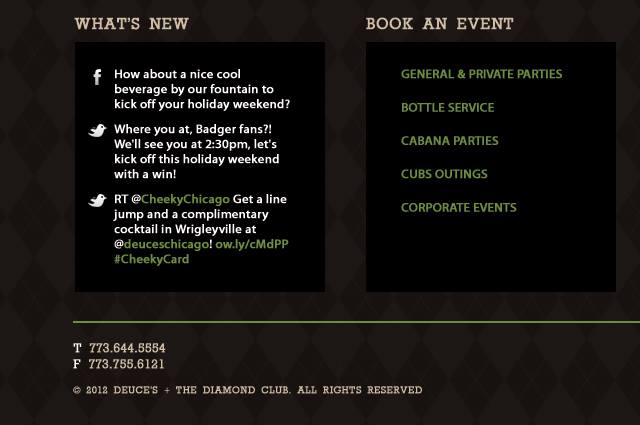 WHAT'S NEW
How about a nice cool
beverage by our fountain to
kick off your holiday weekend?
Where you at, Badger fans?!
We'll see you at 2:30pm, let's
kick off this holiday weekend
with a win!
RT @CheekyChicago Get a line
jump and a complimentary
cocktail in Wrigleyville at
@deuceschicago! ow.ly/cMdPP
#CheekyCard
BOOK AN EVENT
GENERAL & PRIVATE PARTIES
BOTTLE SERVICE
CABANA PARTIES
CUBS OUTINGS
CORPORATE EVENTS
T 773.644.5554
F 773.755.6121
© 2012 DEUCE'S + THE DIAMOND CLUB. ALL RIGHTS RESERVED